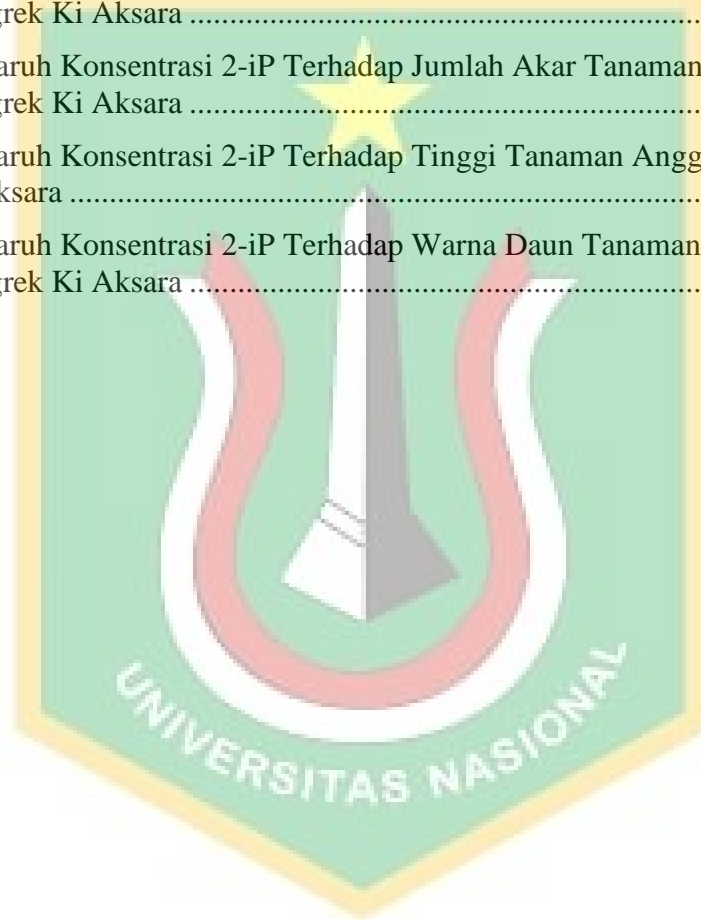 grek Ki Aksara ........................................................................
aruh Konsentrasi 2-iP Terhadap Jumlah Akar Tanaman
grek Ki Aksara ........................................................................
aruh Konsentrasi 2-iP Terhadap Tinggi Tanaman Angg
ksara ........................................................................................
aruh Konsentrasi 2-iP Terhadap Warna Daun Tanaman
grek Ki Aksara ........................................................................
UNIVERSITAS NASIONAL